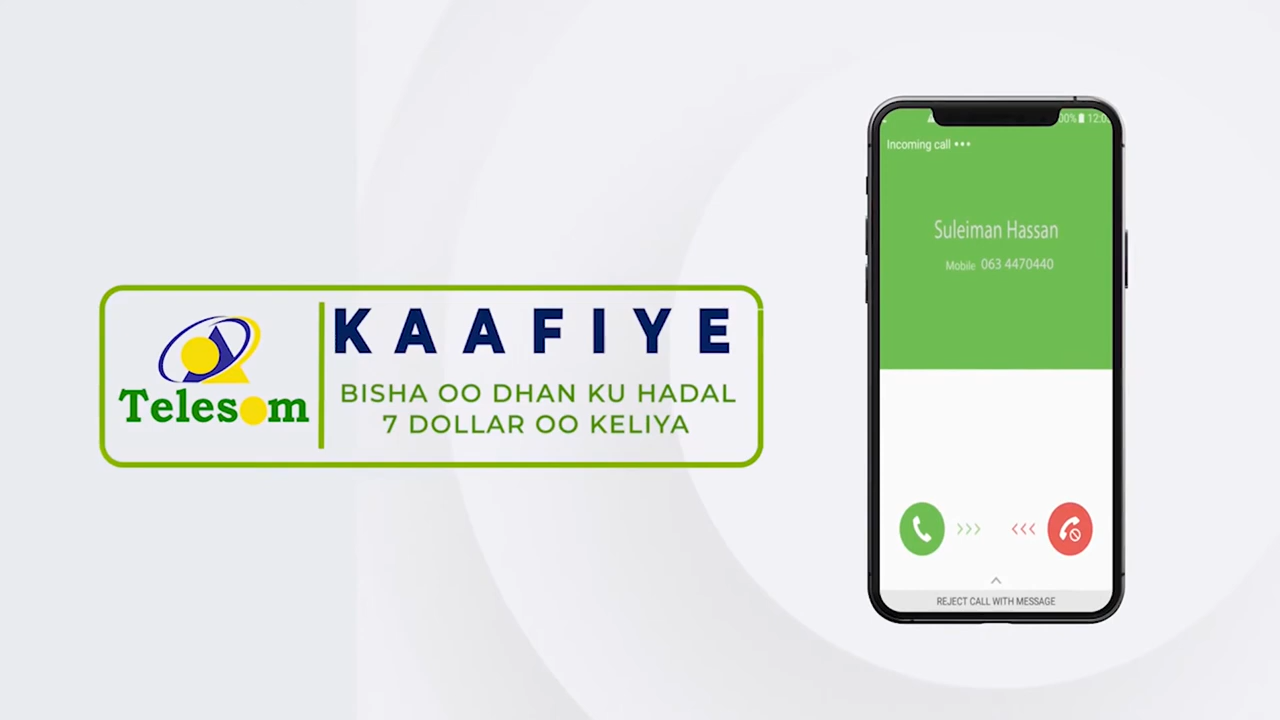 Telesom
KAAFIYE
BISHA OO DHAN KU HADAL
7 DOLLAR OO KELIYA
Incoming call •••
Suleiman Hassan
Mobile 063 4470440
REJECT CALL WITH MESSAGE